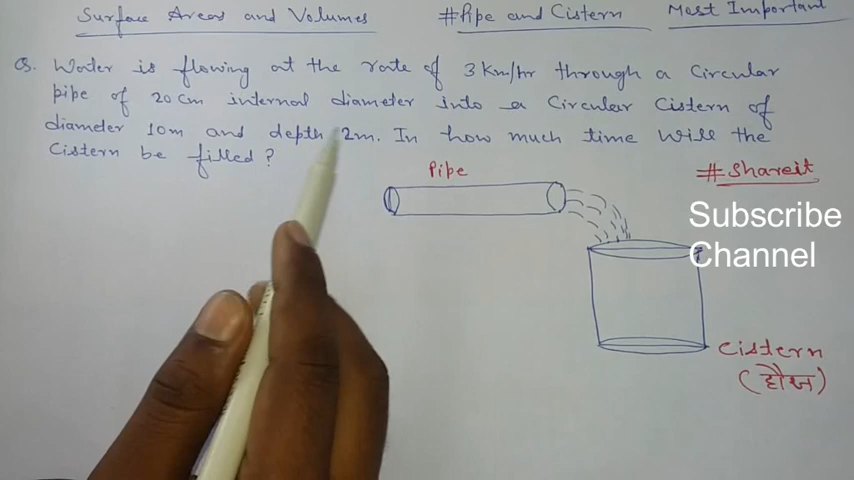 Surface Areas and Volumes #Pipe and Cistern Most Important
Q. Water is flowing at the rate of 3 Km/hr through a Circular
pipe of 20 cm internal diameter into a Circular Cistern of
diameter 10m and depth 2m. In how much time will the
Cistern be filled?
Pipe
#Shareit
Subscribe
Channel
Cistern
(हौज)